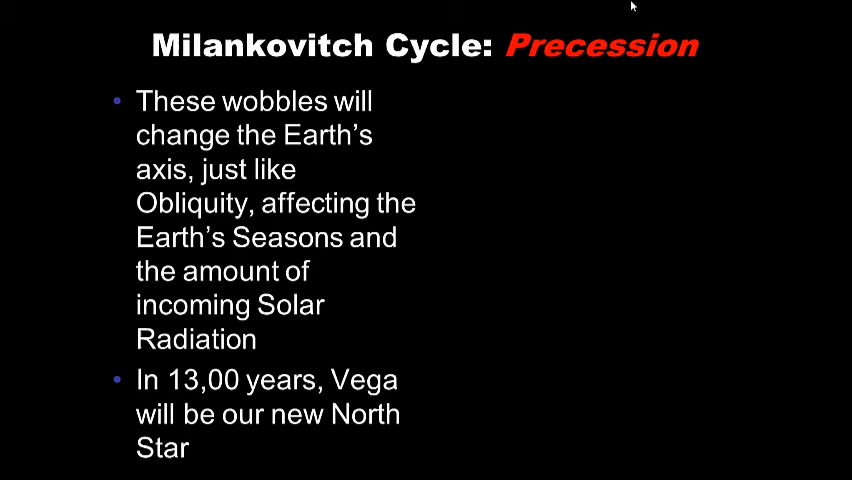 Milankovitch Cycle: Precession
• These wobbles will
change the Earth’s
axis, just like
Obliquity, affecting the
Earth’s Seasons and
the amount of
incoming Solar
Radiation
• In 13,00 years, Vega
will be our new North
Star